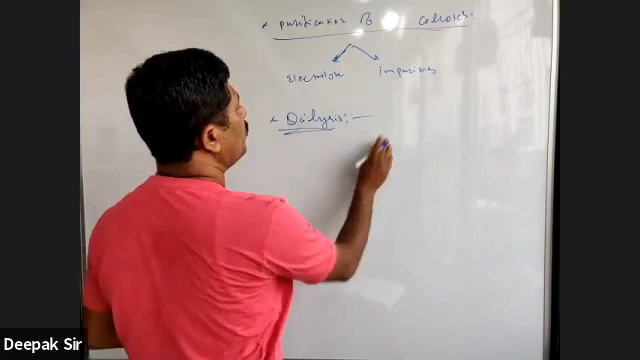 * purification of colloids:
Electrolyte impurities
* Dialysis:-
Deepak Sir